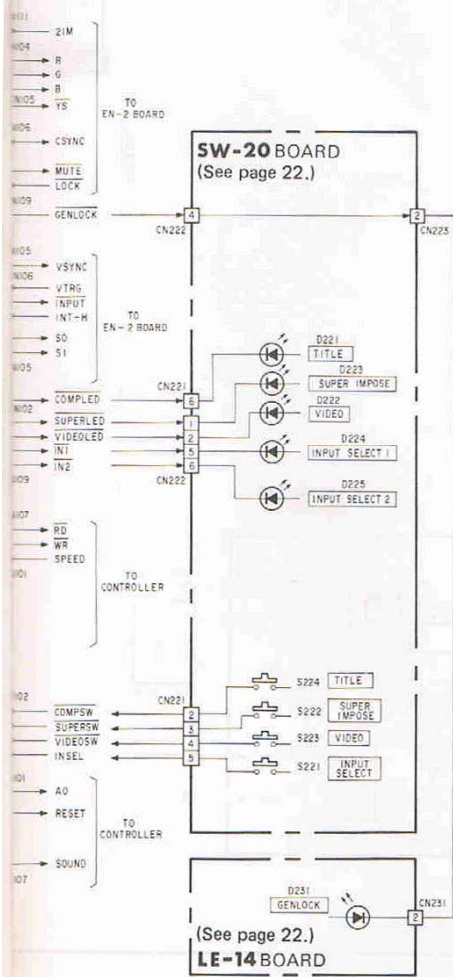 21M
R
G
B
YS
TO
EN-2 BOARD
N106
CSYNC
MUTE
LOCK
GENLOCK
SW-20 BOARD
(See page 22.)
4
CN222
2
CN223
VSYNC
VTRG
INPUT
INT-H
S0
S1
TO
EN-2 BOARD
COMPLED
SUPERLED
VIDEOLED
IN1
IN2
CN221
6
1
2
5
6
CN222
D221
TITLE
D223
SUPER IMPOSE
D222
VIDEO
D224
INPUT SELECT 1
D225
INPUT SELECT 2
RD
WR
SPEED
TO
CONTROLLER
COMPSW
SUPERSW
VIDEOSW
INSEL
CN221
2
3
4
5
S224 TITLE
S222 SUPER
IMPOSE
S223 VIDEO
S221 INPUT
SELECT
A0
RESET
SOUND
TO
CONTROLLER
D231
GENLOCK
2
CN231
(See page 22.)
LE-14 BOARD